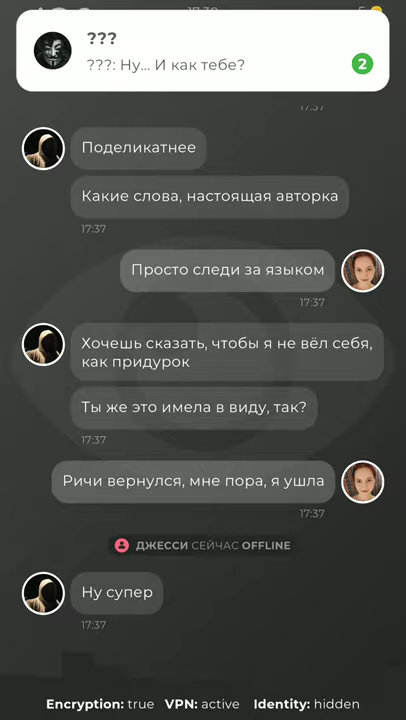 ???
???: Ну... И как тебе?
2
17:37
Поделикатнее
Какие слова, настоящая авторка
17:37
Просто следи за языком
17:37
Хочешь сказать, чтобы я не вёл себя,
как придурок
Ты же это имела в виду, так?
17:37
Ричи вернулся, мне пора, я ушла
17:37
ДЖЕССИ СЕЙЧАС OFFLINE
Ну супер
17:37
Encryption: true VPN: active Identity: hidden